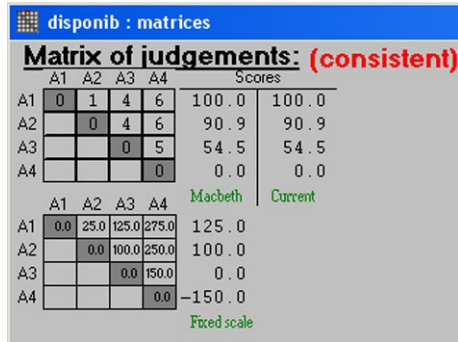 disponib : matrices
Matrix of judgements: (consistent)
A1 A2 A3 A4 Scores
A1 0 1 4 6 100.0 100.0
A2 0 4 6 90.9 90.9
A3 0 5 54.5 54.5
A4 0 0.0 0.0
Macbeth Current
A1 A2 A3 A4
A1 0.0 25.0 125.0 275.0 125.0
A2 0.0 100.0 250.0 100.0
A3 0.0 150.0 0.0
A4 0.0 -150.0
Fixed scale